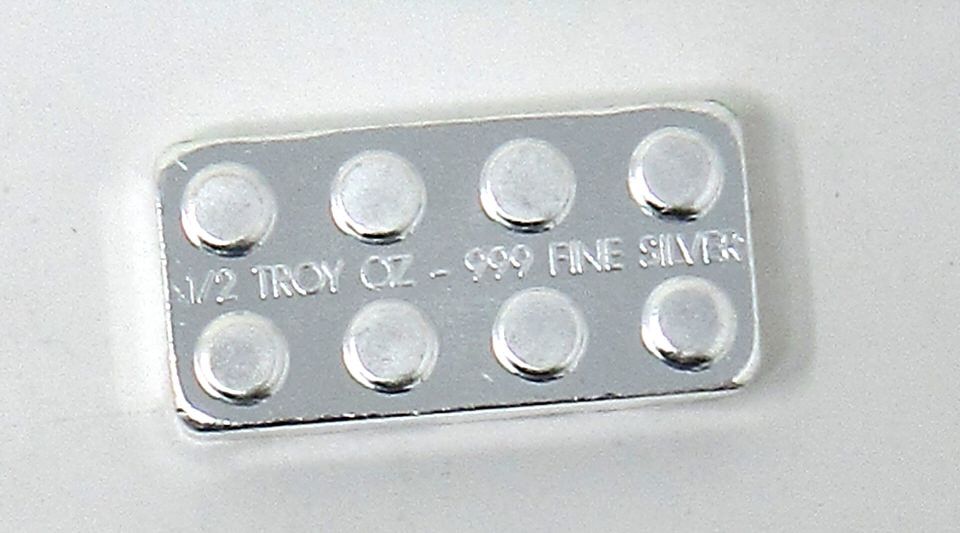 1/2 TROY OZ - 999 FINE SILVER